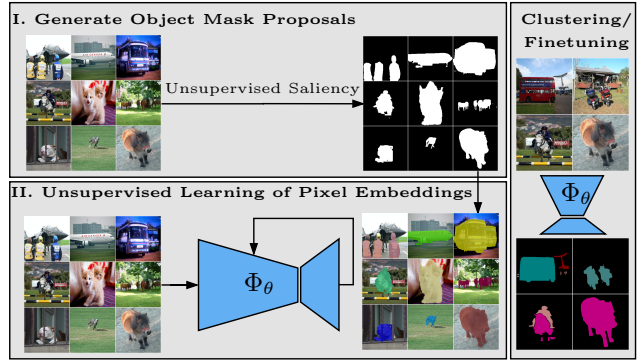 I. Generate Object Mask Proposals
Unsupervised Saliency
II. Unsupervised Learning of Pixel Embeddings
Φθ
Clustering/
Finetuning
Φθ